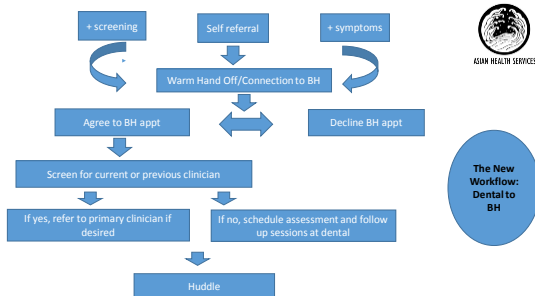 + screening
Self referral
+ symptoms
ASIAN HEALTH SERVICES
Warm Hand Off/Connection to BH
Agree to BH appt
Decline BH appt
Screen for current or previous clinician
The New
Workflow:
Dental to
BH
If yes, refer to primary clinician if
desired
If no, schedule assessment and follow
up sessions at dental
Huddle